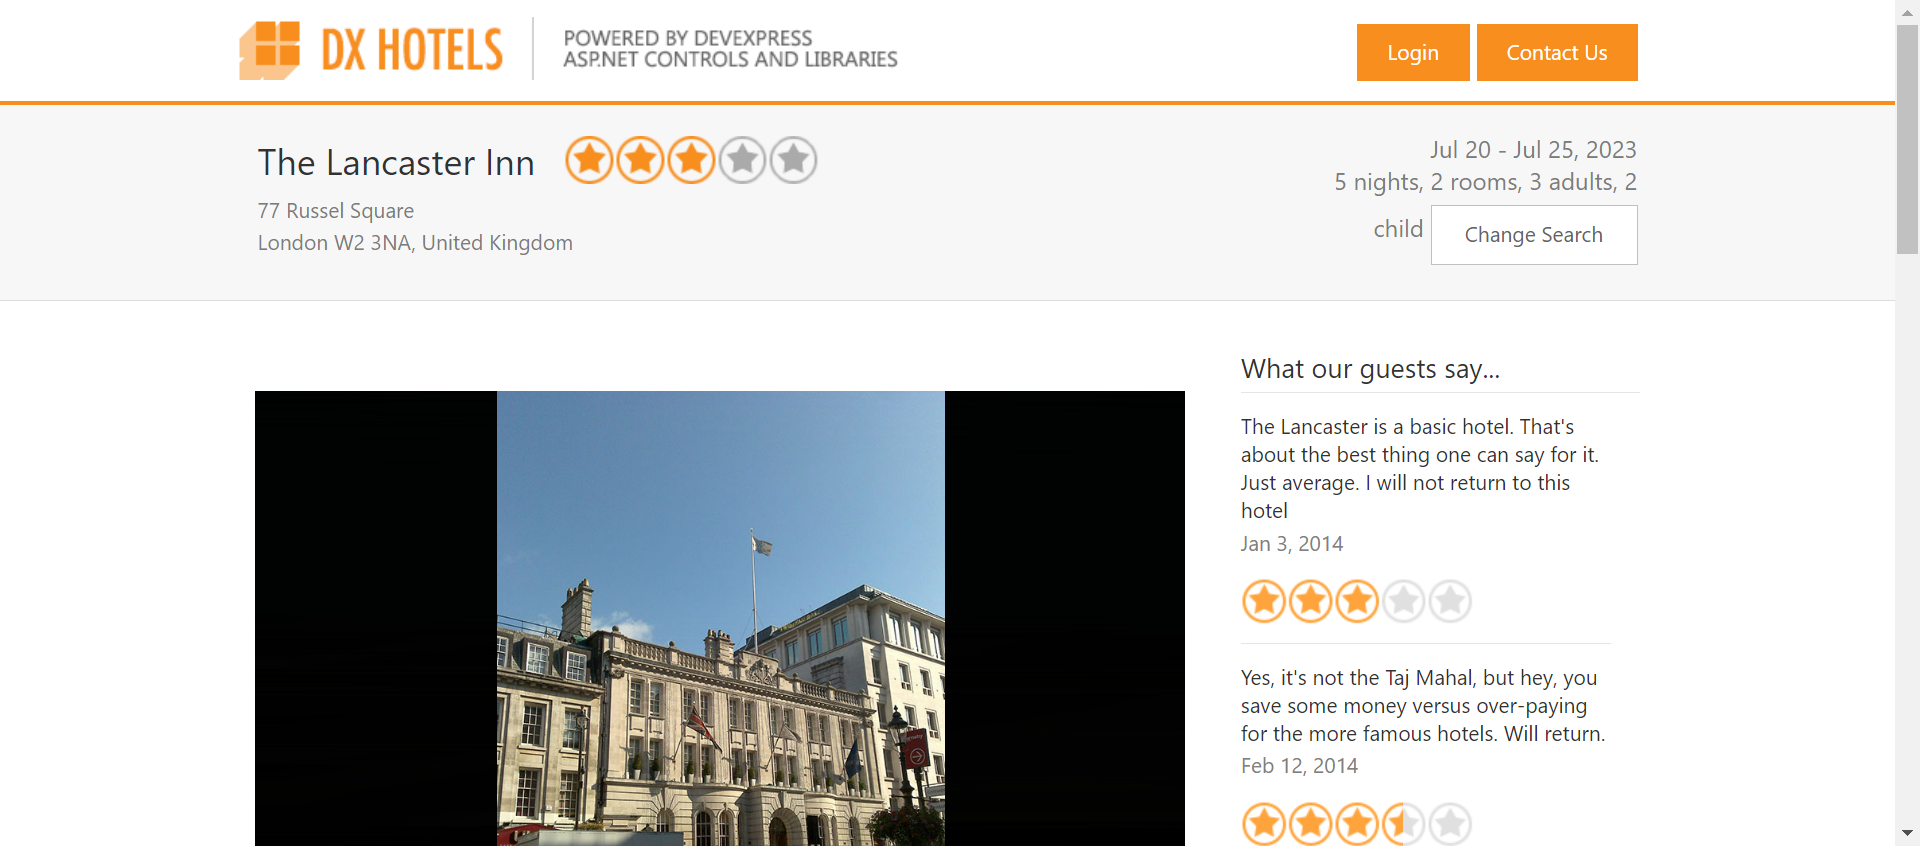 DX HOTELS
POWERED BY DEVEXPRESS
ASP.NET CONTROLS AND LIBRARIES
Login
Contact Us
The Lancaster Inn
77 Russel Square
London W2 3NA, United Kingdom
Jul 20 - Jul 25, 2023
5 nights, 2 rooms, 3 adults, 2
child
Change Search
What our guests say...
The Lancaster is a basic hotel. That's
about the best thing one can say for it.
Just average. I will not return to this
hotel
Jan 3, 2014
Yes, it's not the Taj Mahal, but hey, you
save some money versus over-paying
for the more famous hotels. Will return.
Feb 12, 2014